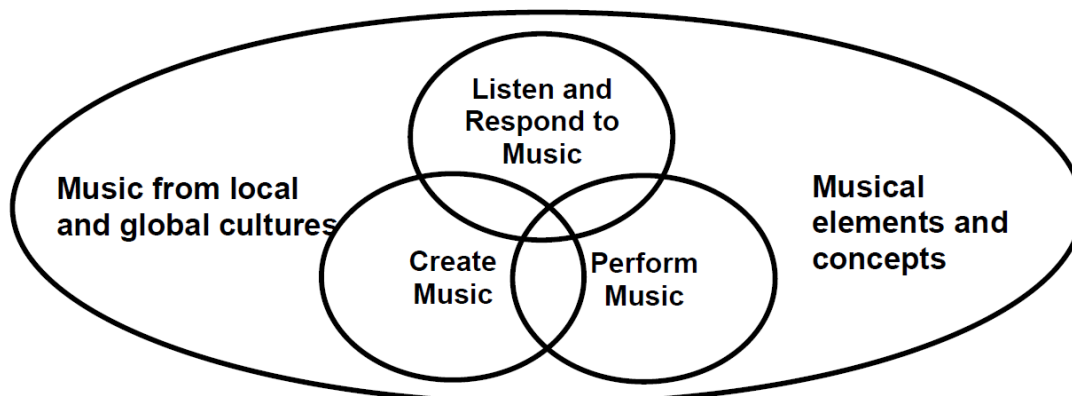 Listen and
Respond to
Music
Music from local
and global cultures
Musical
elements and
concepts
Create
Music
Perform
Music